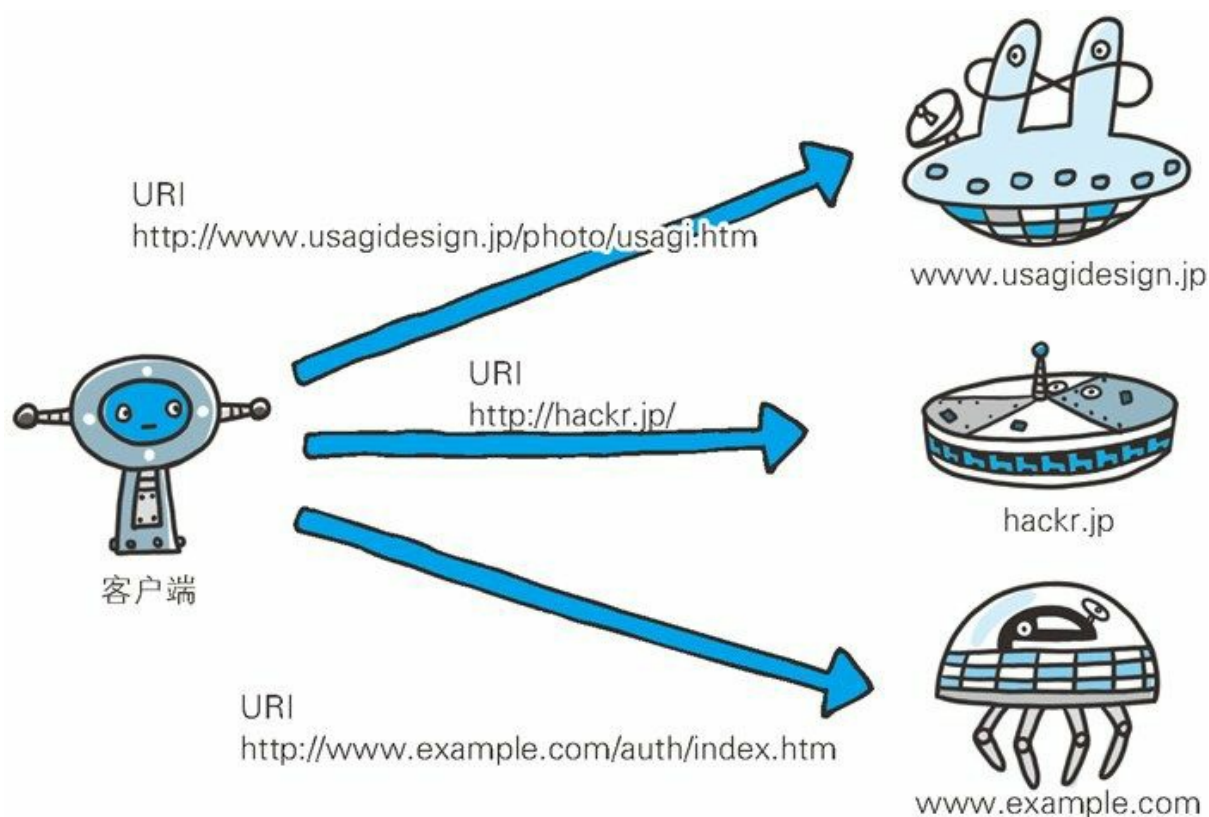 URI
http://www.usagidesign.jp/photo/usagi.htm
www.usagidesign.jp
URI
http://hackr.jp/
hackr.jp
客户端
URI
http://www.example.com/auth/index.htm
www.example.com